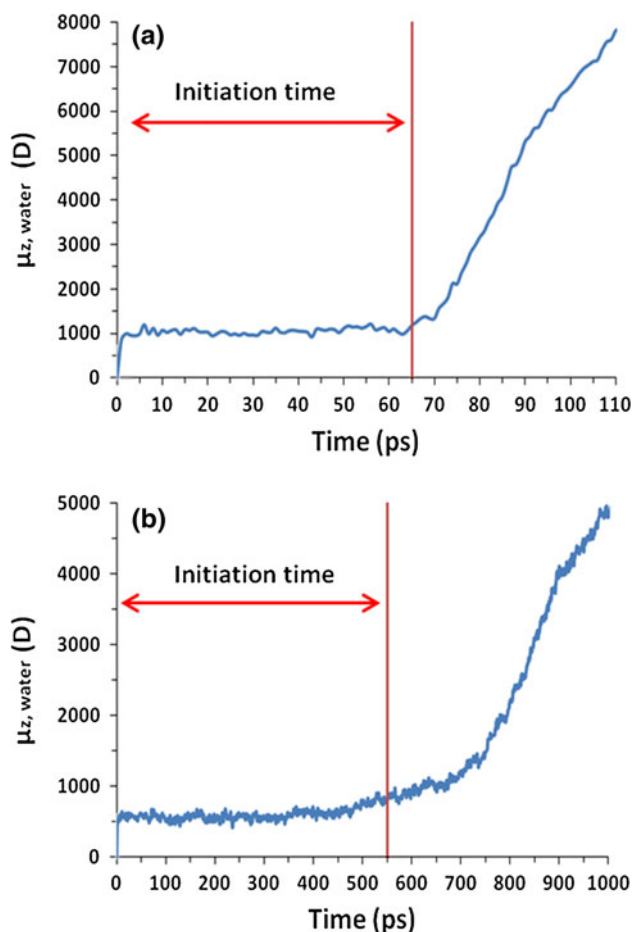 (a)
Initiation time
μz, water (D)
8000
7000
6000
5000
4000
3000
2000
1000
0
0 10 20 30 40 50 60 70 80 90 100 110
Time (ps)
(b)
Initiation time
μz, water (D)
5000
4000
3000
2000
1000
0
0 100 200 300 400 500 600 700 800 900 1000
Time (ps)